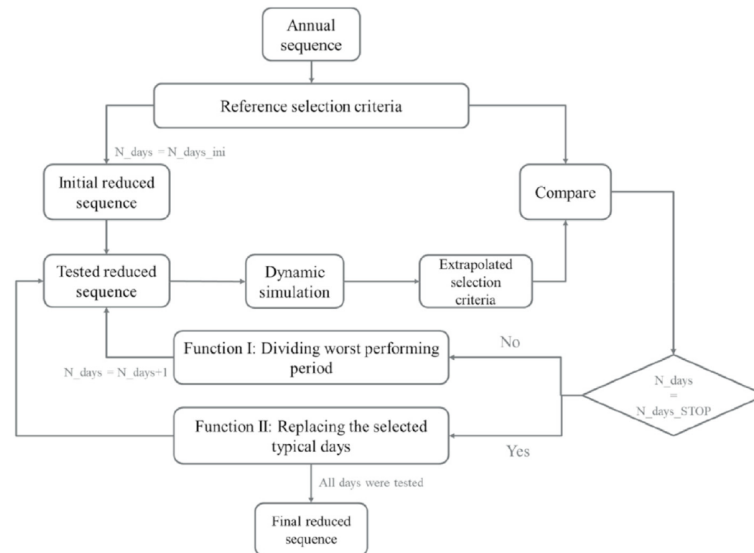 Annual
sequence
Reference selection criteria
N_days = N_days_ini
Initial reduced
sequence
Compare
Tested reduced
sequence
Dynamic
simulation
Extrapolated
selection
criteria
Function I: Dividing worst performing
period
No
N_days = N_days+1
N_days
=
N_days_STOP
Function II: Replacing the selected
typical days
Yes
All days were tested
Final reduced
sequence